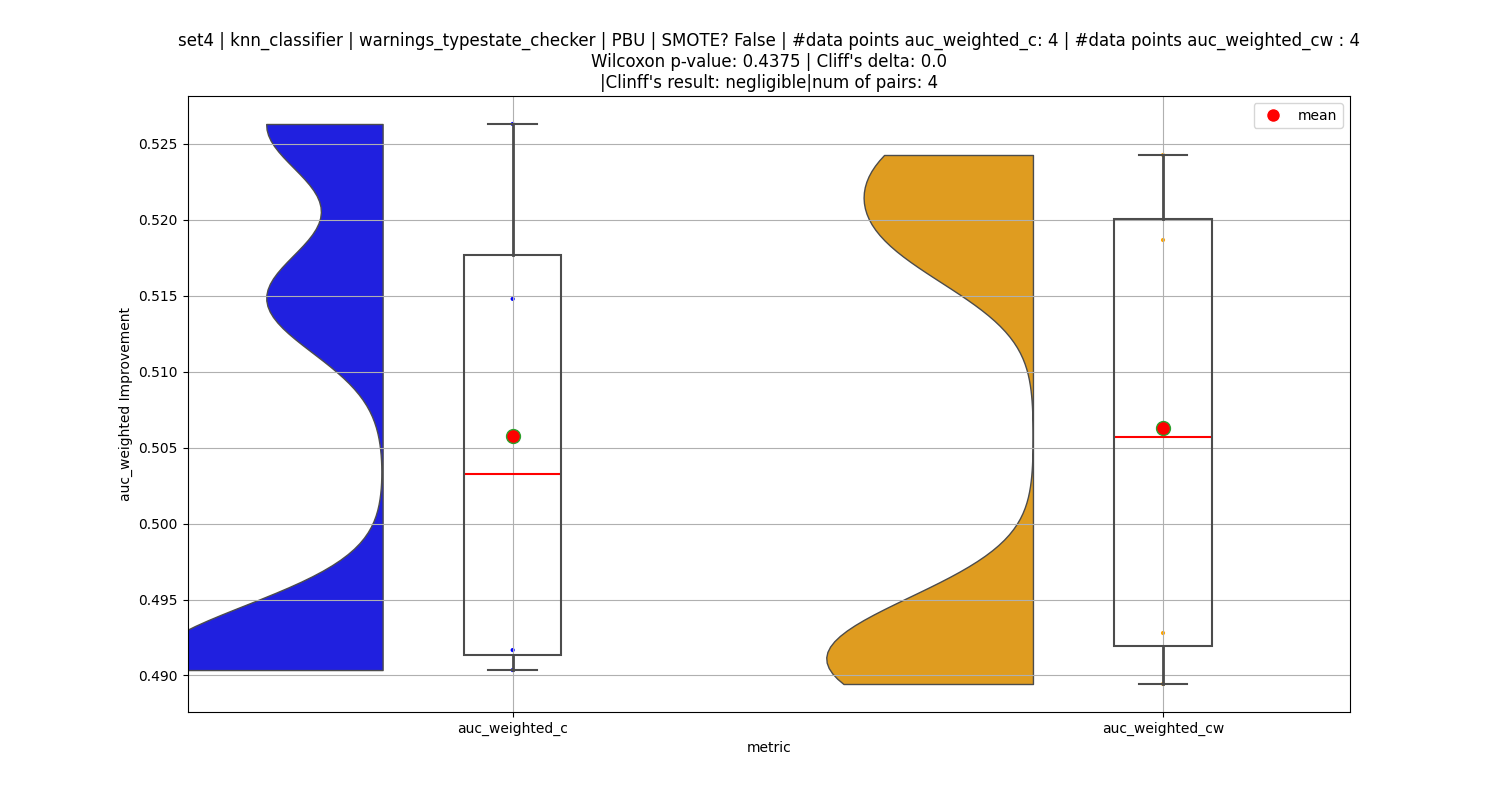 set4 | knn_classifier | warnings_typestate_checker | PBU | SMOTE? False | #data points auc_weighted_c: 4 | #data points auc_weighted_cw : 4
Wilcoxon p-value: 0.4375 | Cliff's delta: 0.0
|Clinff's result: negligible|num of pairs: 4
mean
auc_weighted Improvement
0.525
0.520
0.515
0.510
0.505
0.500
0.495
0.490
auc_weighted_c
auc_weighted_cw
metric